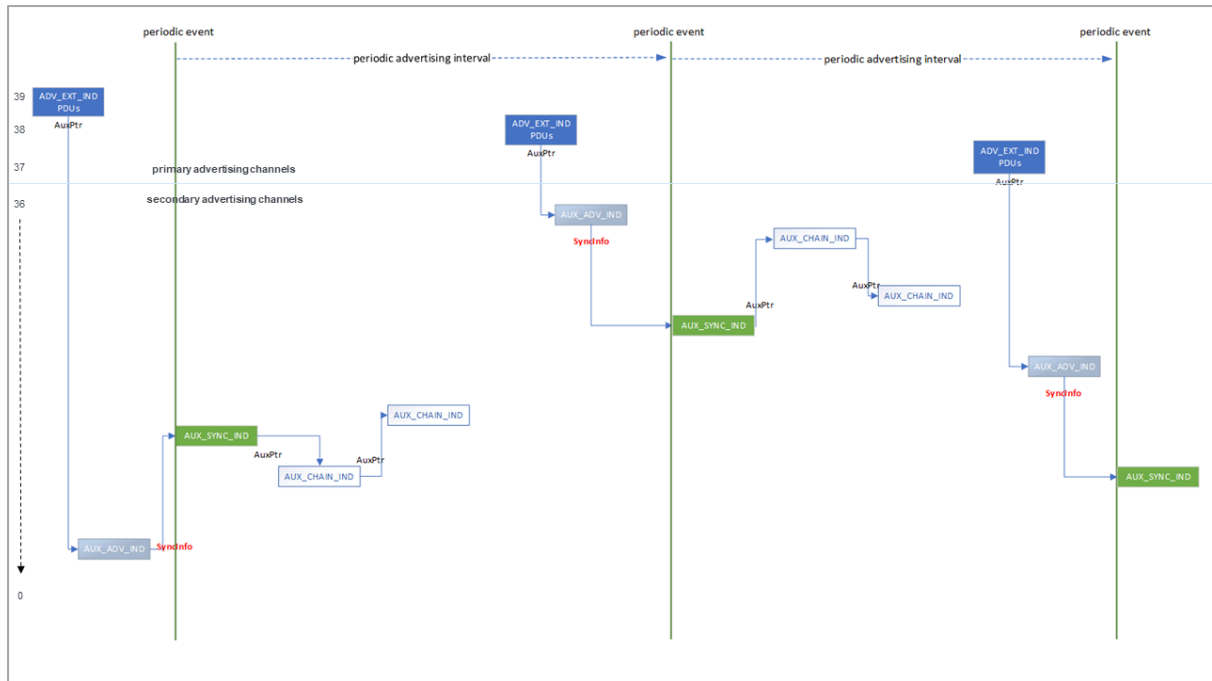 periodic event
periodic event
periodic event
periodic advertising interval
periodic advertising interval
39
ADV_EXT_IND
PDUs
AuxPtr
38
ADV_EXT_IND
PDUs
AuxPtr
ADV_EXT_IND
PDUs
AuxPtr
37
primary advertising channels
secondary advertising channels
36
AUX_ADV_IND
SyncInfo
AUX_CHAIN_IND
AuxPtr
AUX_CHAIN_IND
AuxPtr
AUX_SYNC_IND
AUX_ADV_IND
SyncInfo
AUX_CHAIN_IND
AUX_SYNC_IND
AuxPtr
AuxPtr
AUX_CHAIN_IND
AUX_SYNC_IND
AUX_ADV_IND
SyncInfo
0